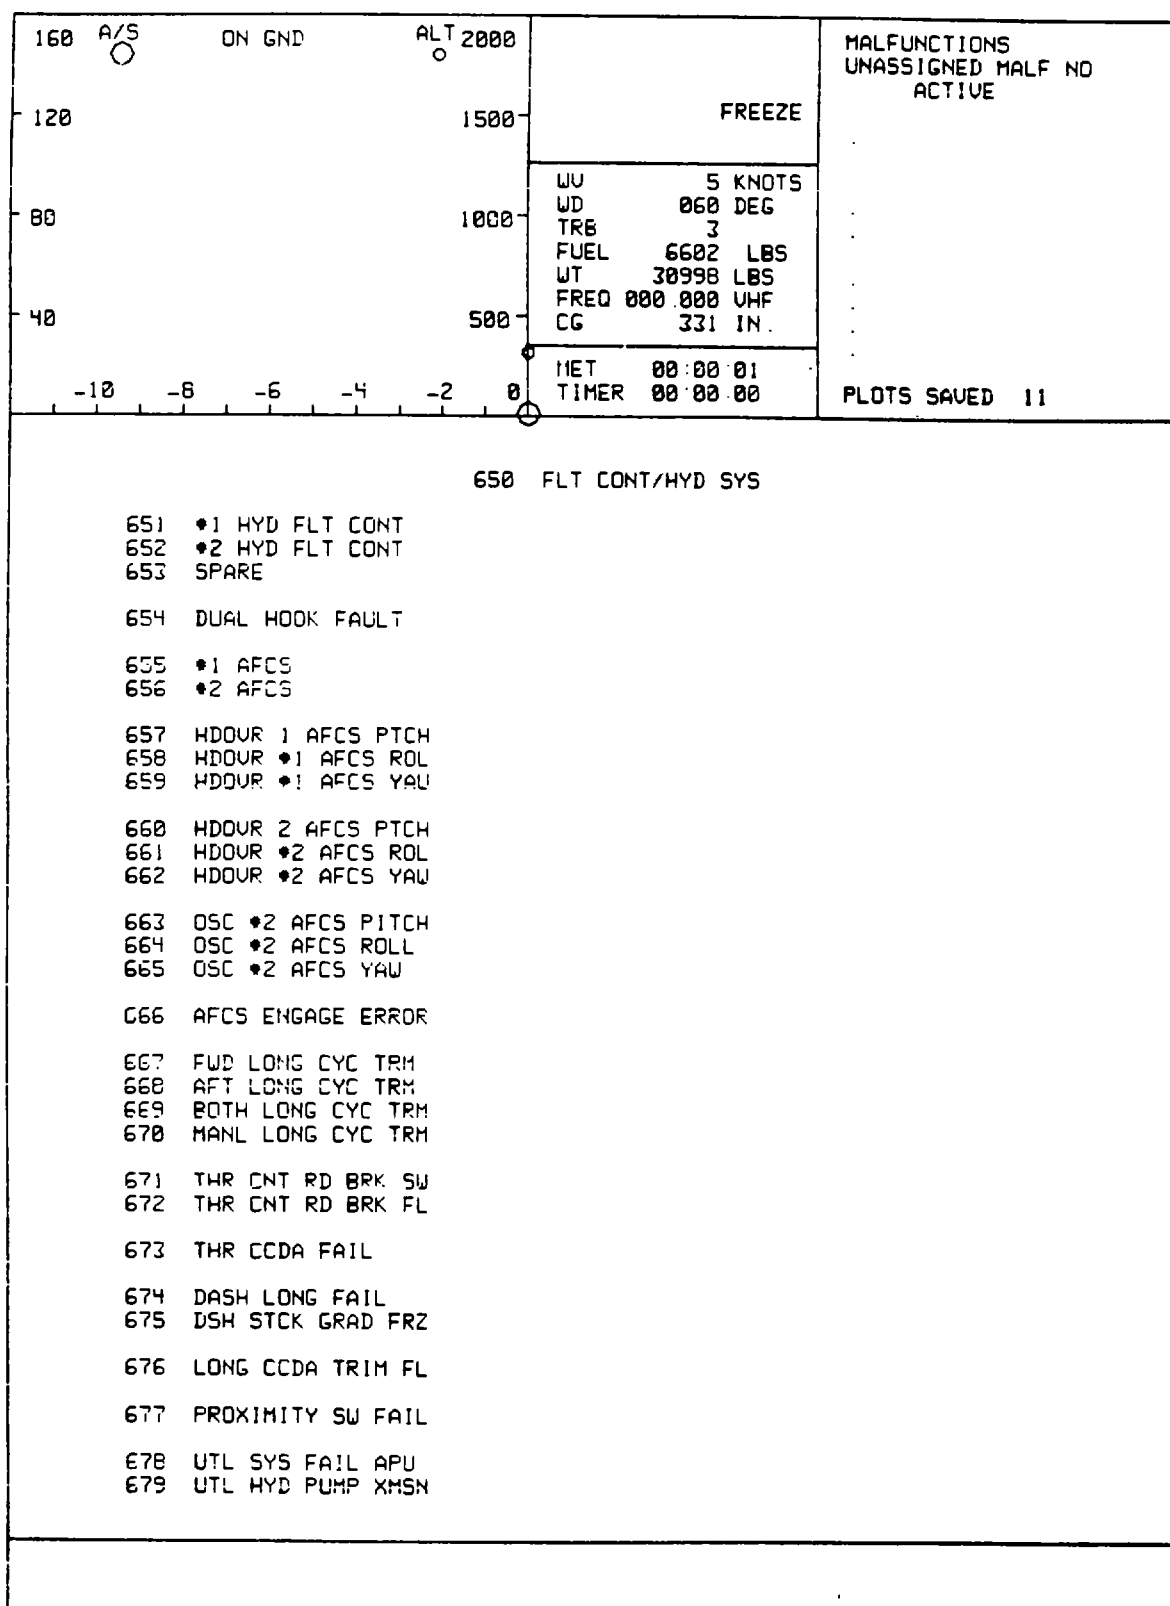 160 A/S ON GND ALT 2000
120 1500
80 1000
40 500
-10 -8 -6 -4 -2 0
FREEZE
WV 5 KNOTS
WD 060 DEG
TRB 3
FUEL 6602 LBS
WT 30998 LBS
FREQ 000.000 VHF
CG 331 IN.
MET 00:00:01
TIMER 00:00:00
MALFUNCTIONS
UNASSIGNED MALF NO
ACTIVE
PLOTS SAVED 11
650 FLT CONT/HYD SYS
651 #1 HYD FLT CONT
652 #2 HYD FLT CONT
653 SPARE
654 DUAL HOOK FAULT
655 #1 AFCS
656 #2 AFCS
657 HDOVR 1 AFCS PTCH
658 HDOVR #1 AFCS ROL
659 HDOVR #1 AFCS YAW
660 HDOVR 2 AFCS PTCH
661 HDOVR #2 AFCS ROL
662 HDOVR #2 AFCS YAW
663 OSC #2 AFCS PITCH
664 OSC #2 AFCS ROLL
665 OSC #2 AFCS YAW
666 AFCS ENGAGE ERROR
667 FWD LONG CYC TRM
668 AFT LONG CYC TRM
669 BOTH LONG CYC TRM
670 MANL LONG CYC TRM
671 THR CNT RD BRK SW
672 THR CNT RD BRK FL
673 THR CCDA FAIL
674 DASH LONG FAIL
675 DSH STCK GRAD FRZ
676 LONG CCDA TRIM FL
677 PROXIMITY SW FAIL
678 UTL SYS FAIL APU
679 UTL HYD PUMP XMSN